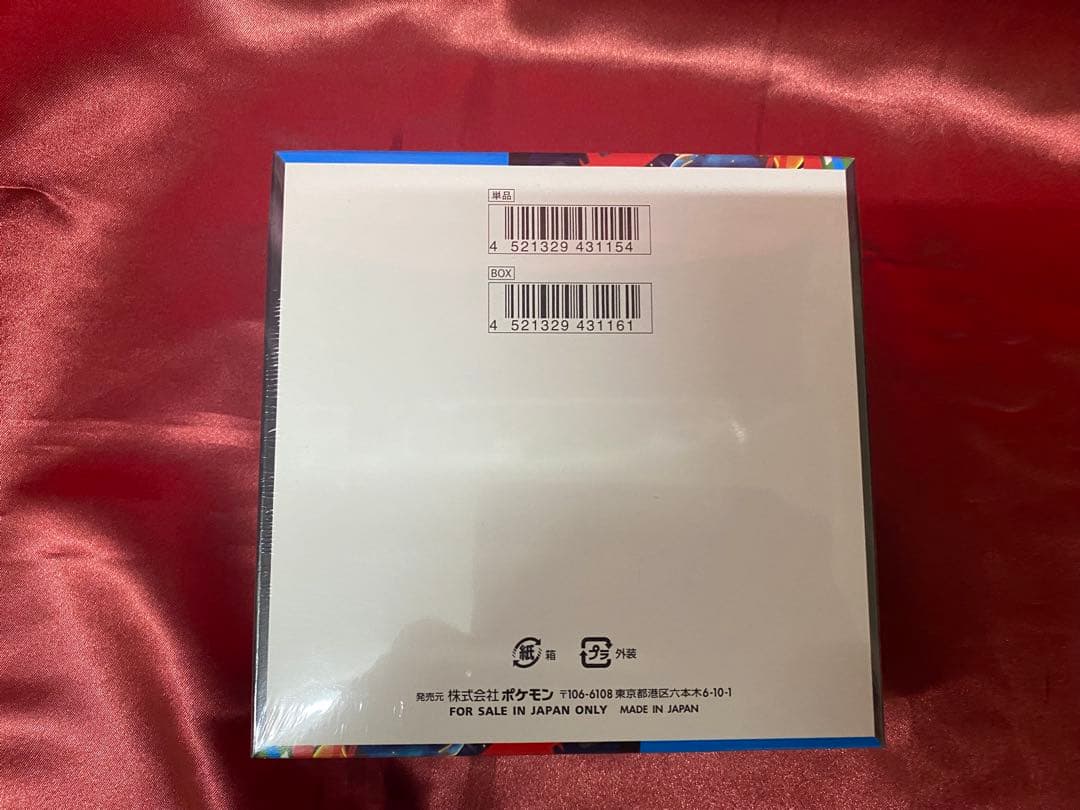 単品
4 521329 431154
BOX
4 521329 431161
紙 箱 プラ 外装
発売元 株式会社 ポケモン 〒106-6108 東京都港区六本木6-10-1
FOR SALE IN JAPAN ONLY MADE IN JAPAN